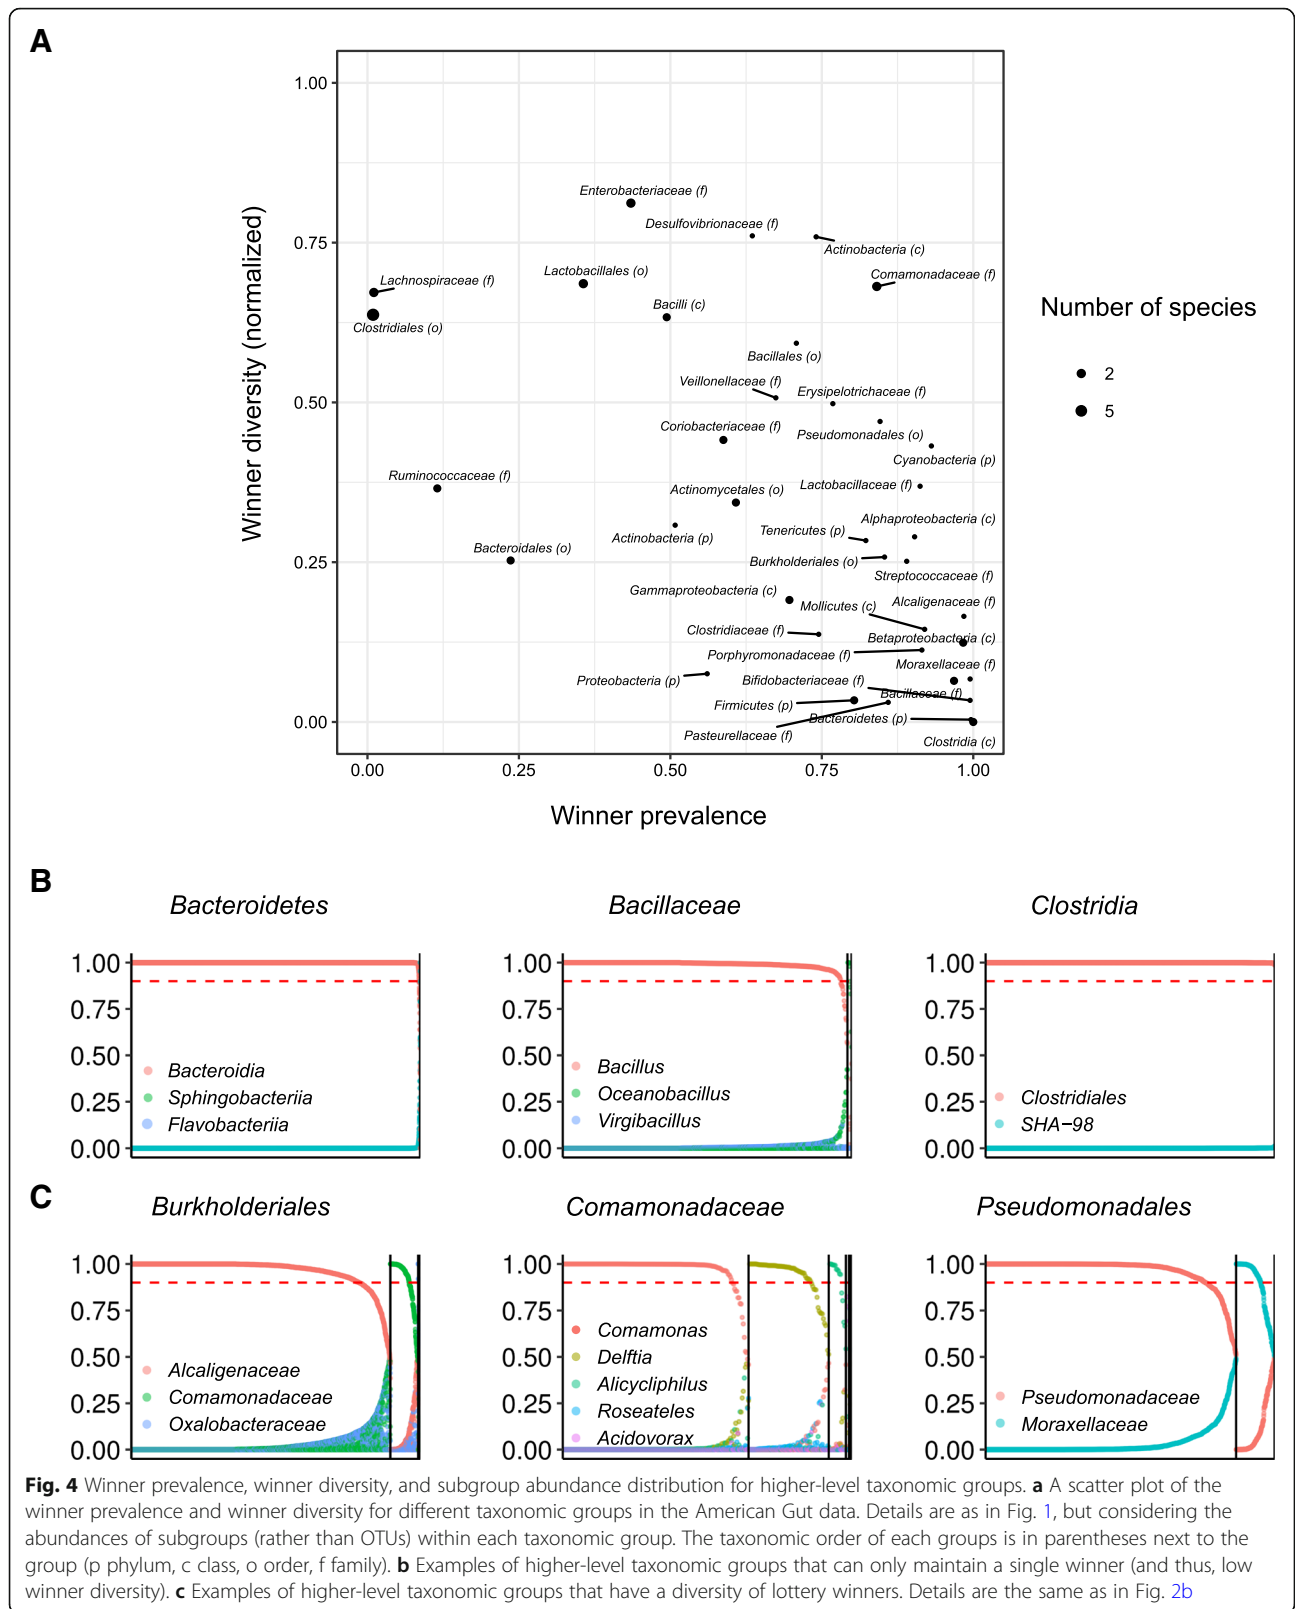 A
Winner diversity (normalized)
1.00
0.75
0.50
0.25
0.00
Enterobacteriaceae (f)
Desulfovibrionaceae (f)
Actinobacteria (c)
Lactobacillales (o)
Comamonadaceae (f)
Lachnospiraceae (f)
Bacilli (c)
Clostridiales (o)
Bacillales (o)
Veillonellaceae (f)
Erysipelotrichaceae (f)
Coriobacteriaceae (f)
Pseudomonadales (o)
Cyanobacteria (p)
Ruminococcaceae (f)
Lactobacillaceae (f)
Actinomycetales (o)
Alphaproteobacteria (c)
Tenericutes (p)
Actinobacteria (p)
Bacteroidales (o)
Burkholderiales (o)
Streptococcaceae (f)
Gammaproteobacteria (c)
Mollicutes (c)
Alcaligenaceae (f)
Clostridiaceae (f)
Betaproteobacteria (c)
Porphyromonadaceae (f)
Moraxellaceae (f)
Proteobacteria (p)
Bifidobacteriaceae (f)
Bacillaceae (f)
Firmicutes (p)
Bacteroidetes (p)
Pasteurellaceae (f)
Clostridia (c)
0.00 0.25 0.50 0.75 1.00
Winner prevalence
Number of species
2
5
B
Bacteroidetes
1.00
0.75
0.50
0.25
0.00
Bacteroidia
Sphingobacteriia
Flavobacteriia
Bacillaceae
1.00
0.75
0.50
0.25
0.00
Bacillus
Oceanobacillus
Virgibacillus
Clostridia
1.00
0.75
0.50
0.25
0.00
Clostridiales
SHA−98
C
Burkholderiales
1.00
0.75
0.50
0.25
0.00
Alcaligenaceae
Comamonadaceae
Oxalobacteraceae
Comamonadaceae
1.00
0.75
0.50
0.25
0.00
Comamonas
Delftia
Alicycliphilus
Roseateles
Acidovorax
Pseudomonadales
1.00
0.75
0.50
0.25
0.00
Pseudomonadaceae
Moraxellaceae
Fig. 4 Winner prevalence, winner diversity, and subgroup abundance distribution for higher-level taxonomic groups. a A scatter plot of the
winner prevalence and winner diversity for different taxonomic groups in the American Gut data. Details are as in Fig. 1, but considering the
abundances of subgroups (rather than OTUs) within each taxonomic group. The taxonomic order of each groups is in parentheses next to the
group (p phylum, c class, o order, f family). b Examples of higher-level taxonomic groups that can only maintain a single winner (and thus, low
winner diversity). c Examples of higher-level taxonomic groups that have a diversity of lottery winners. Details are the same as in Fig. 2b